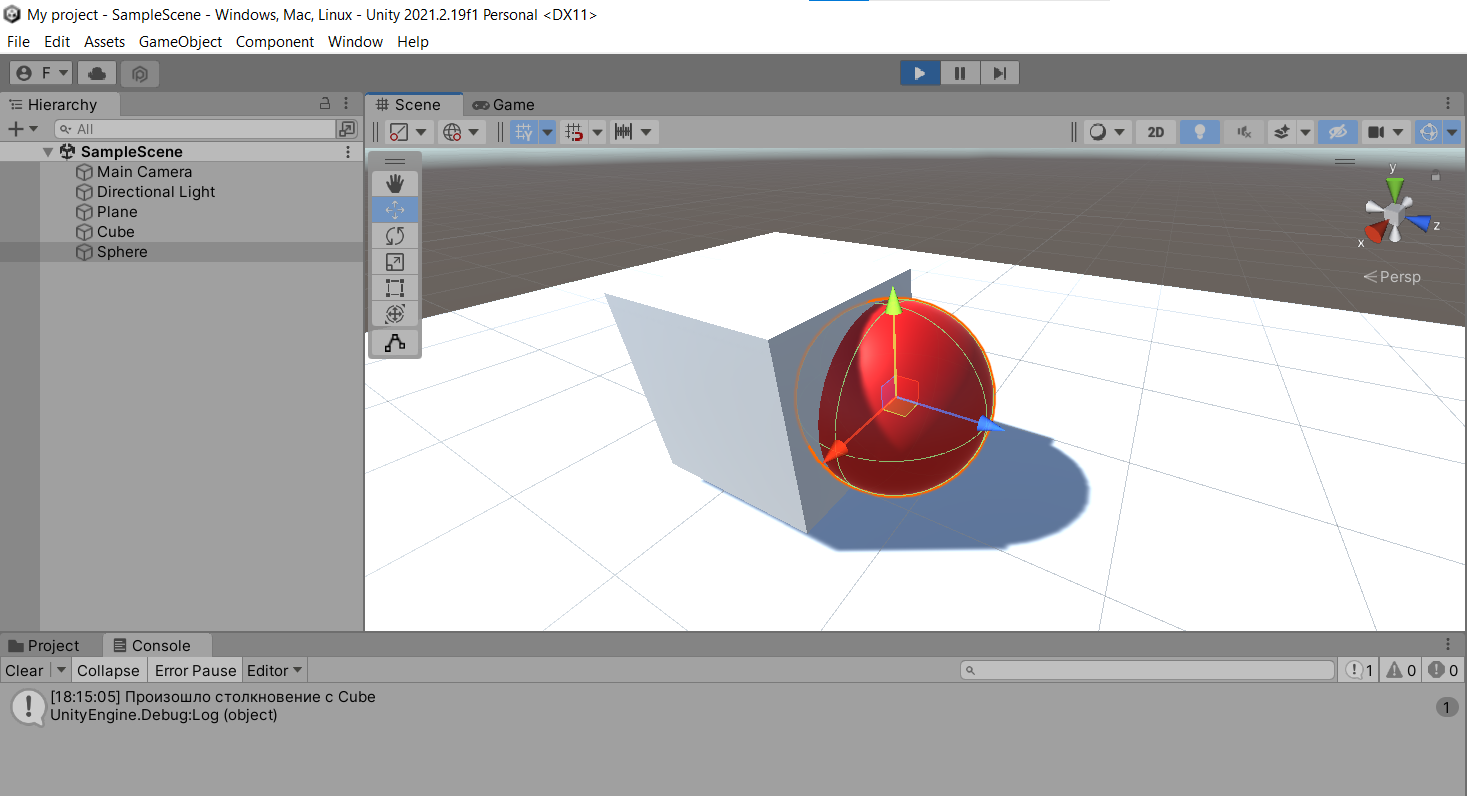 My project - SampleScene - Windows, Mac, Linux - Unity 2021.2.19f1 Personal <DX11>
File Edit Assets GameObject Component Window Help
F
Hierarchy
All
SampleScene
Main Camera
Directional Light
Plane
Cube
Sphere
Scene Game
2D
y
z
x
Persp
Project Console
Clear Collapse Error Pause Editor 1 0 0
[18:15:05] Произошло столкновение с Cube
UnityEngine.Debug:Log (object)
1